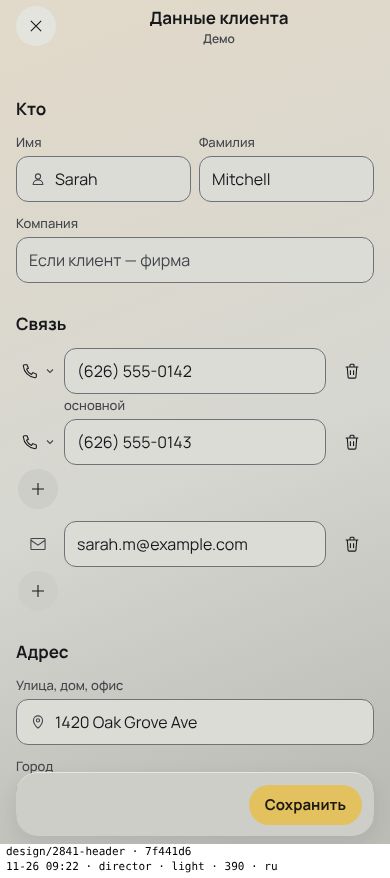 Данные клиента
Демо
Кто
Имя
Фамилия
Sarah
Mitchell
Компания
Если клиент — фирма
Связь
(626) 555-0142
основной
(626) 555-0143
sarah.m@example.com
Адрес
Улица, дом, офис
1420 Oak Grove Ave
Город
Сохранить
design/2841-header · 7f441d6
11-26 09:22 · director · light · 390 · ru